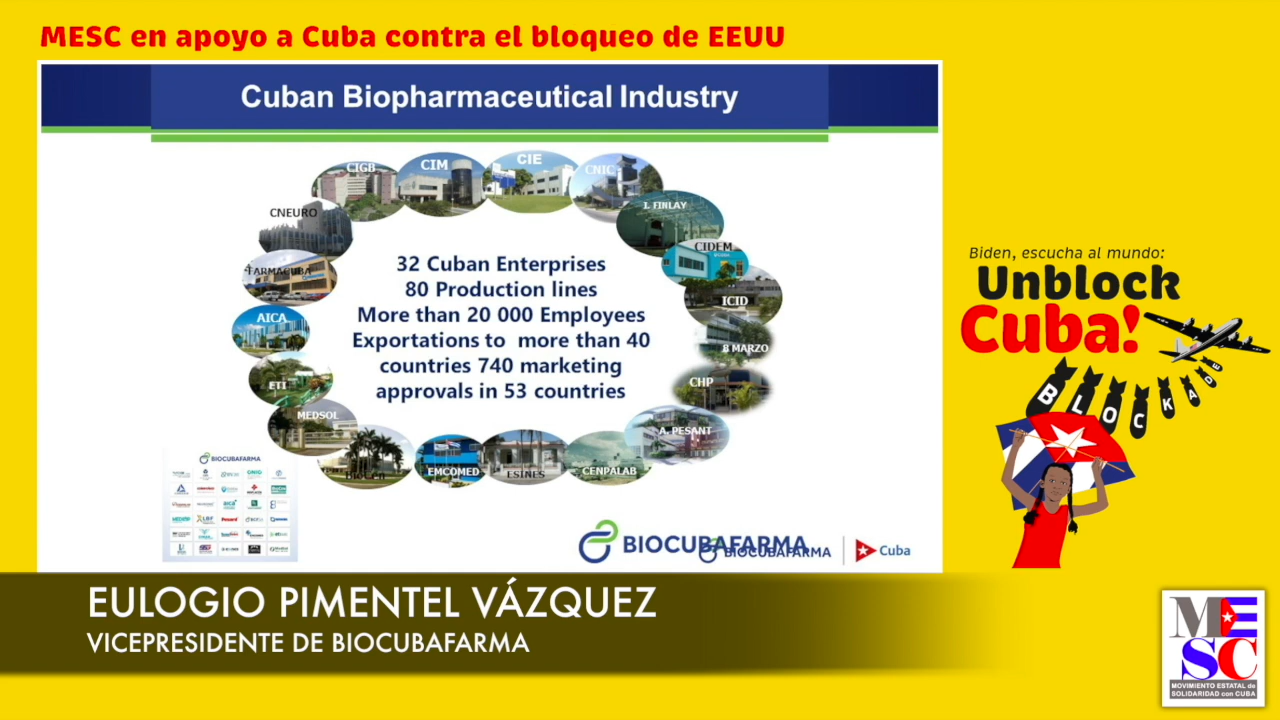 MESC en apoyo a Cuba contra el bloqueo de EEUU
Cuban Biopharmaceutical Industry
CIGB
CIM
CIE
CNIC
CNEURO
I. FINLAY
FARMACUBA
CIDEM
ICID
AICA
8 MARZO
ETI
CHP
MEDSOL
A. PESANT
BIOCEN
EMCOMED
ESINES
CENPALAB
32 Cuban Enterprises
80 Production lines
More than 20 000 Employees
Exportations to more than 40
countries 740 marketing
approvals in 53 countries
BIOCUBAFARMA
BIOCUBAFARMA
BIOCUBAFARMA
Cuba
Biden, escucha al mundo:
Unblock
Cuba!
BLOCKADE
EULOGIO PIMENTEL VÁZQUEZ
VICEPRESIDENTE DE BIOCUBAFARMA
MESC
MOVIMIENTO ESTATAL de
SOLIDARIDAD con CUBA